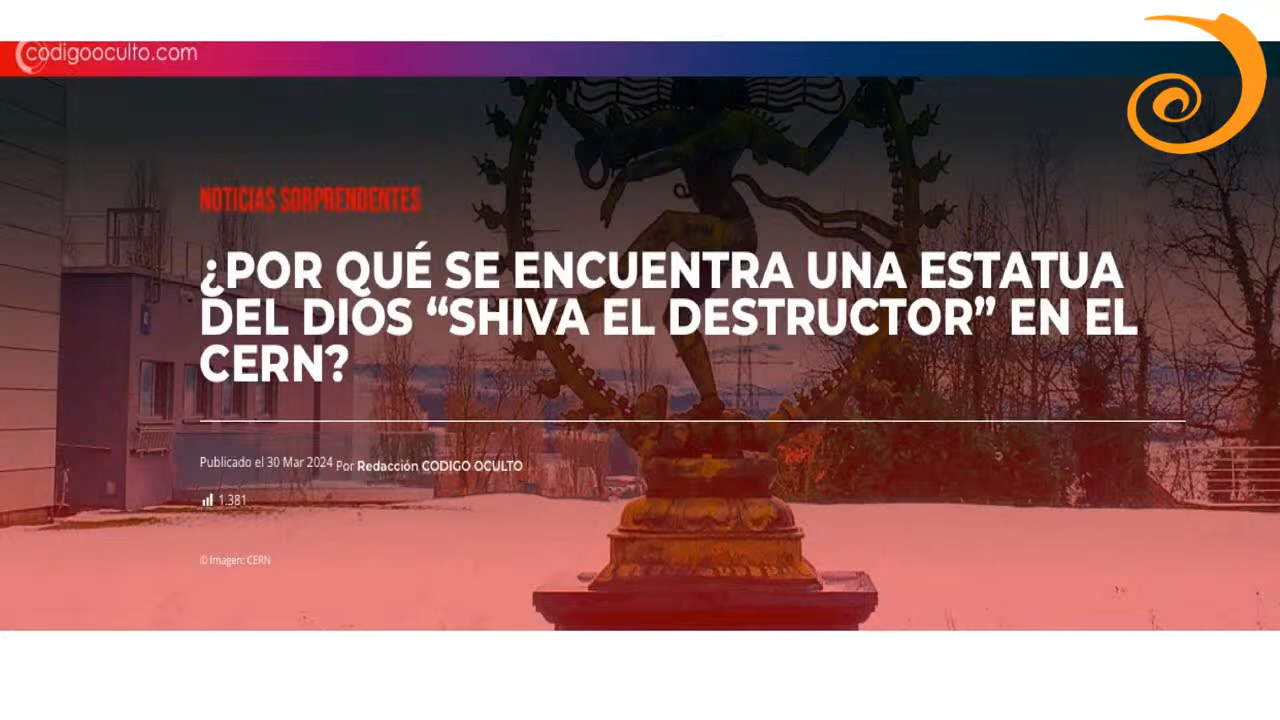 codigooculto.com
NOTICIAS SORPRENDENTES
¿POR QUÉ SE ENCUENTRA UNA ESTATUA
DEL DIOS “SHIVA EL DESTRUCTOR” EN EL
CERN?
Publicado el 30 Mar 2024 Por Redacción CODIGO OCULTO
1.381
© Imagen: CERN